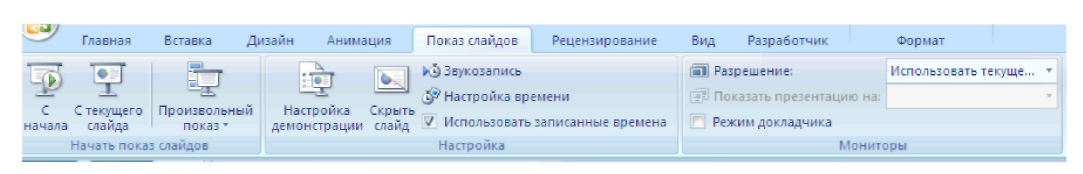 Главная Вставка Дизайн Анимация Показ слайдов Рецензирование Вид Разработчик Формат
С начала
С текущего слайда
Произвольный показ
Начать показ слайдов
Настройка демонстрации
Скрыть слайд
Звукозапись
Настройка времени
Использовать записанные времена
Настройка
Разрешение: Использовать текуще...
Показать презентацию на:
Режим докладчика
Мониторы